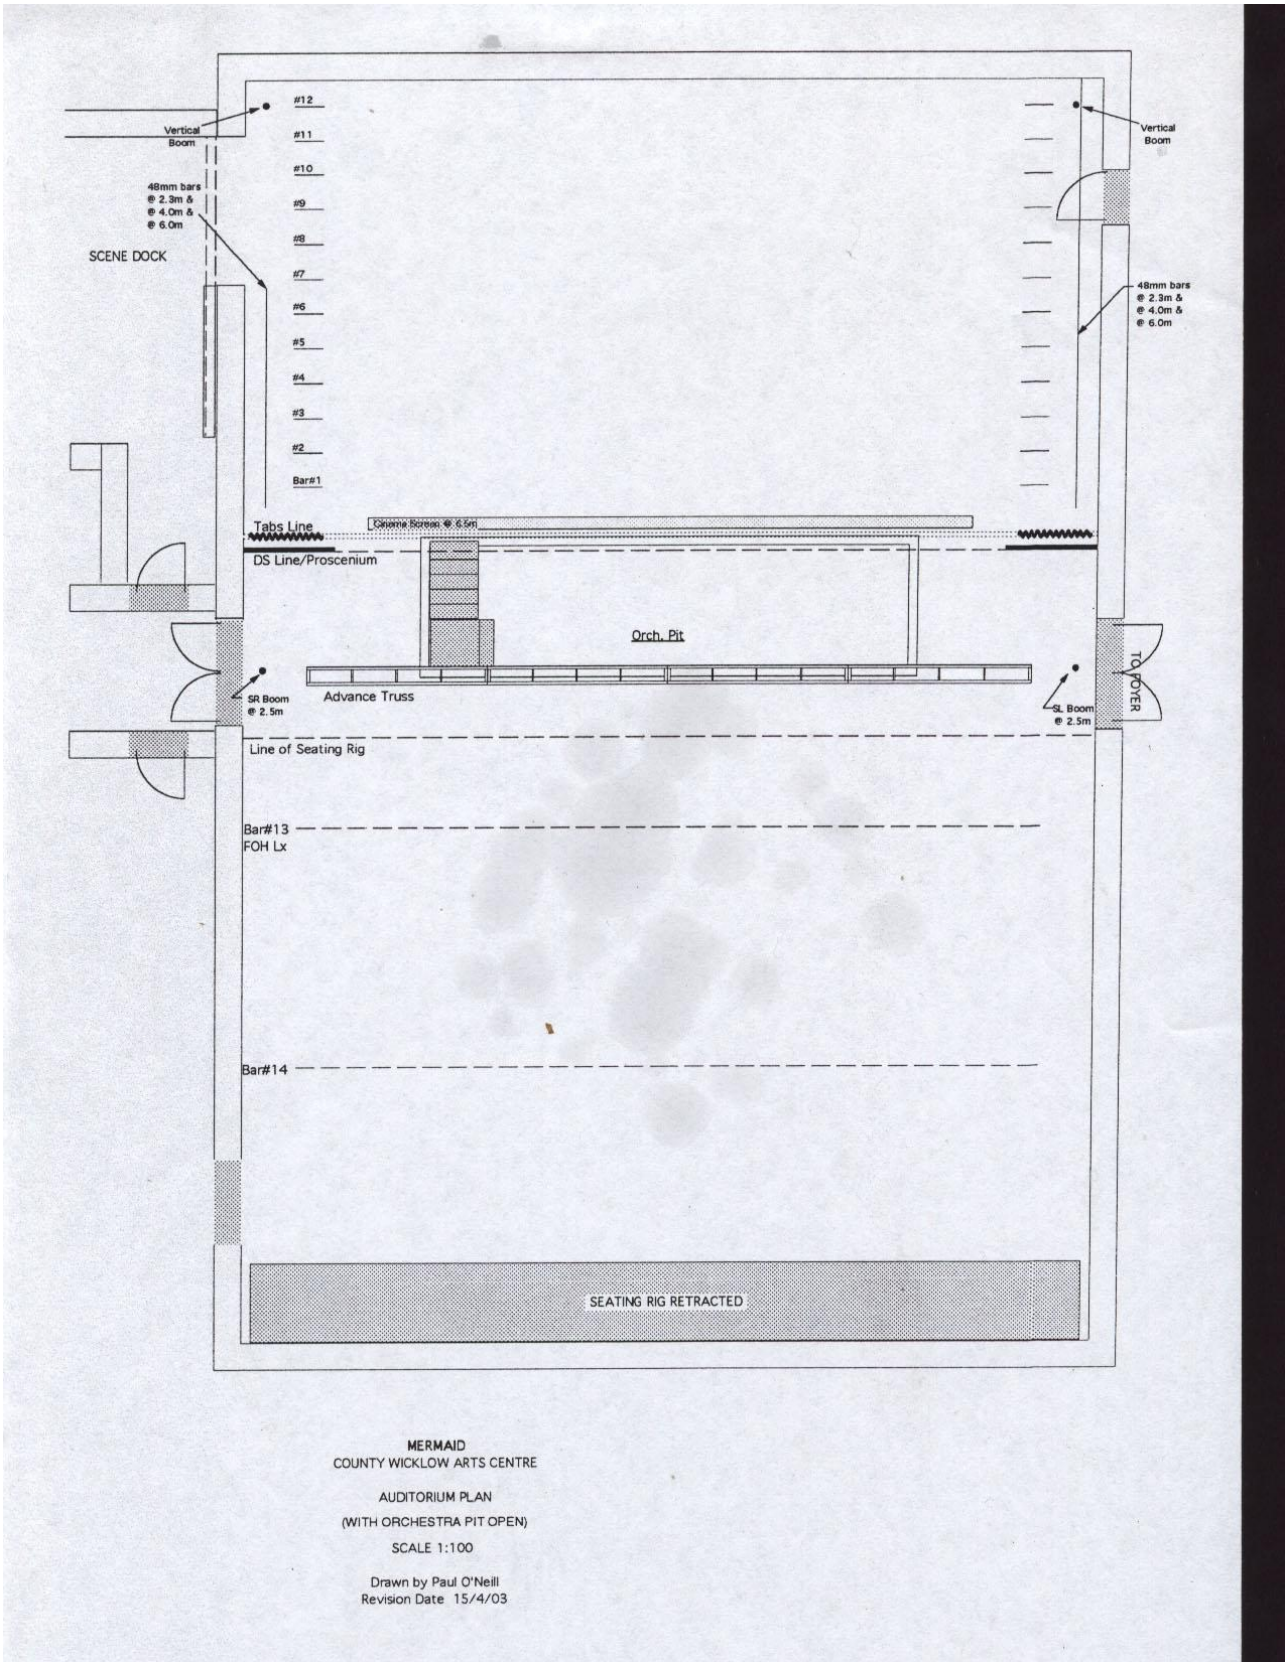 #12
Vertical
Boom
Vertical
Boom
#11
#10
48mm bars
@ 2.3m &
@ 4.0m &
@ 6.0m
#9
#8
SCENE DOCK
#7
48mm bars
@ 2.3m &
@ 4.0m &
@ 6.0m
#6
#5
#4
#3
#2
Bar#1
Tabs Line
Cinema Screen @ 6.5m
DS Line/Proscenium
Orch. Pit
TO FOYER
SR Boom
@ 2.5m
Advance Truss
SL Boom
@ 2.5m
Line of Seating Rig
Bar#13
FOH Lx
Bar#14
SEATING RIG RETRACTED
MERMAID
COUNTY WICKLOW ARTS CENTRE
AUDITORIUM PLAN
(WITH ORCHESTRA PIT OPEN)
SCALE 1:100
Drawn by Paul O'Neill
Revision Date 15/4/03